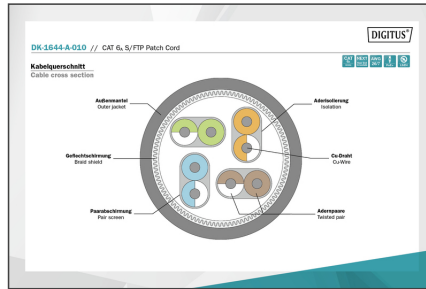 DIGITUS®
DK-1644-A-010 // CAT 6A S/FTP Patch Cord
Kabelquerschnitt
Cable cross section
Außenmantel
Outer jacket
Aderisolierung
Isolation
Geflechtschirmung
Braid shield
Cu-Draht
Cu-Wire
Paarabschirmung
Pair screen
Adernpaare
Twisted pair